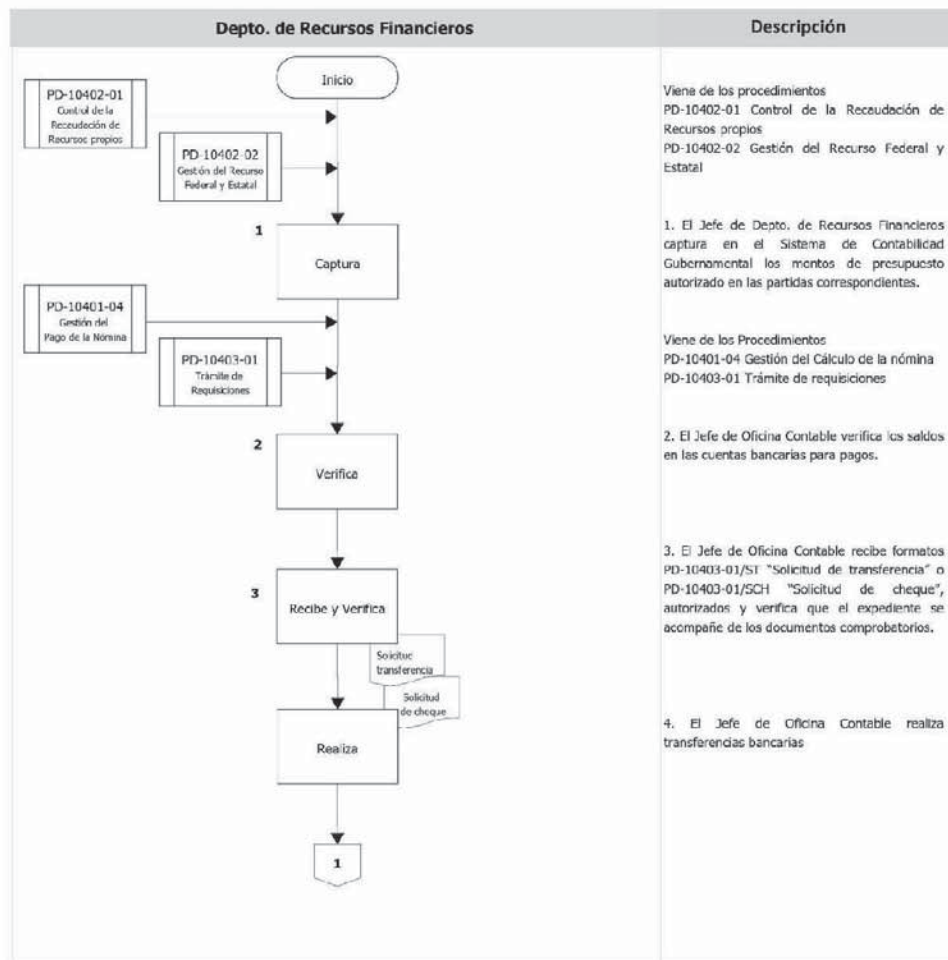 Depto. de Recursos Financieros
Descripción
Inicio
PD-10402-01
Control de la
Recaudación de
Recursos propios
PD-10402-02
Gestión del Recurso
Federal y Estatal
Viene de los procedimientos
PD-10402-01 Control de la Recaudación de
Recursos propios
PD-10402-02 Gestión del Recurso Federal y
Estatal
1
Captura
1. El Jefe de Depto. de Recursos Financieros
captura en el Sistema de Contabilidad
Gubernamental los montos de presupuesto
autorizado en las partidas correspondientes.
PD-10401-04
Gestión del
Pago de la Nómina
PD-10403-01
Trámite de
Requisiciones
Viene de los Procedimientos
PD-10401-04 Gestión del Cálculo de la nómina
PD-10403-01 Trámite de requisiciones
2
Verifica
2. El Jefe de Oficina Contable verifica los saldos
en las cuentas bancarias para pagos.
3
Recibe y Verifica
Solicitud
transferencia
Solicitud
de cheque
3. El Jefe de Oficina Contable recibe formatos
PD-10403-01/ST "Solicitud de transferencia" o
PD-10403-01/SCH "Solicitud de cheque",
autorizados y verifica que el expediente se
acompañe de los documentos comprobatorios.
Realiza
4. El Jefe de Oficina Contable realiza
transferencias bancarias
1